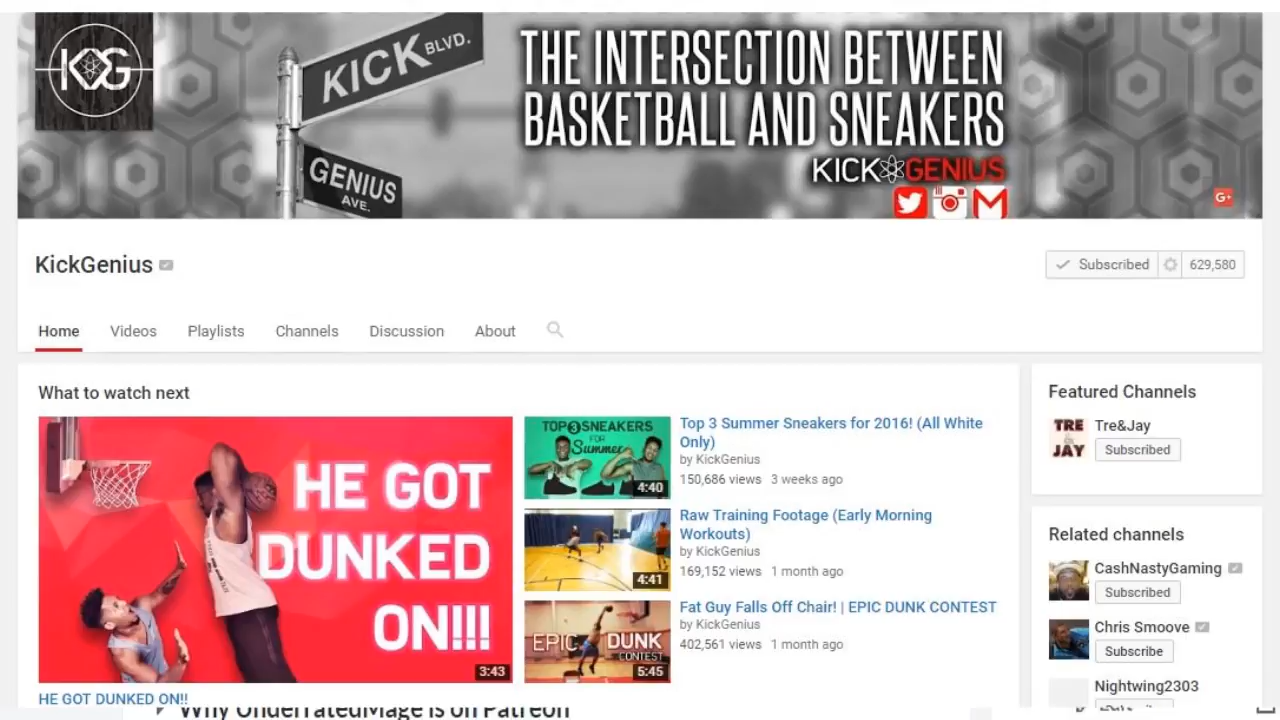 KG
KICK BLVD.
GENIUS AVE.
THE INTERSECTION BETWEEN
BASKETBALL AND SNEAKERS
KICK GENIUS
G+
KickGenius
Subscribed 629,580
Home Videos Playlists Channels Discussion About
What to watch next
HE GOT
DUNKED
ON!!!
3:43
HE GOT DUNKED ON!!
TOP 3 SNEAKERS
FOR
Summer
4:40
Top 3 Summer Sneakers for 2016! (All White
Only)
by KickGenius
150,686 views 3 weeks ago
4:41
Raw Training Footage (Early Morning
Workouts)
by KickGenius
169,152 views 1 month ago
EPIC DUNK
CONTEST
5:45
Fat Guy Falls Off Chair! | EPIC DUNK CONTEST
by KickGenius
402,561 views 1 month ago
Featured Channels
TRE
&
JAY
Tre&Jay
Subscribed
Related channels
CashNastyGaming
Subscribed
Chris Smoove
Subscribe
Nightwing2303
Why UnderratedMage is on Patreon